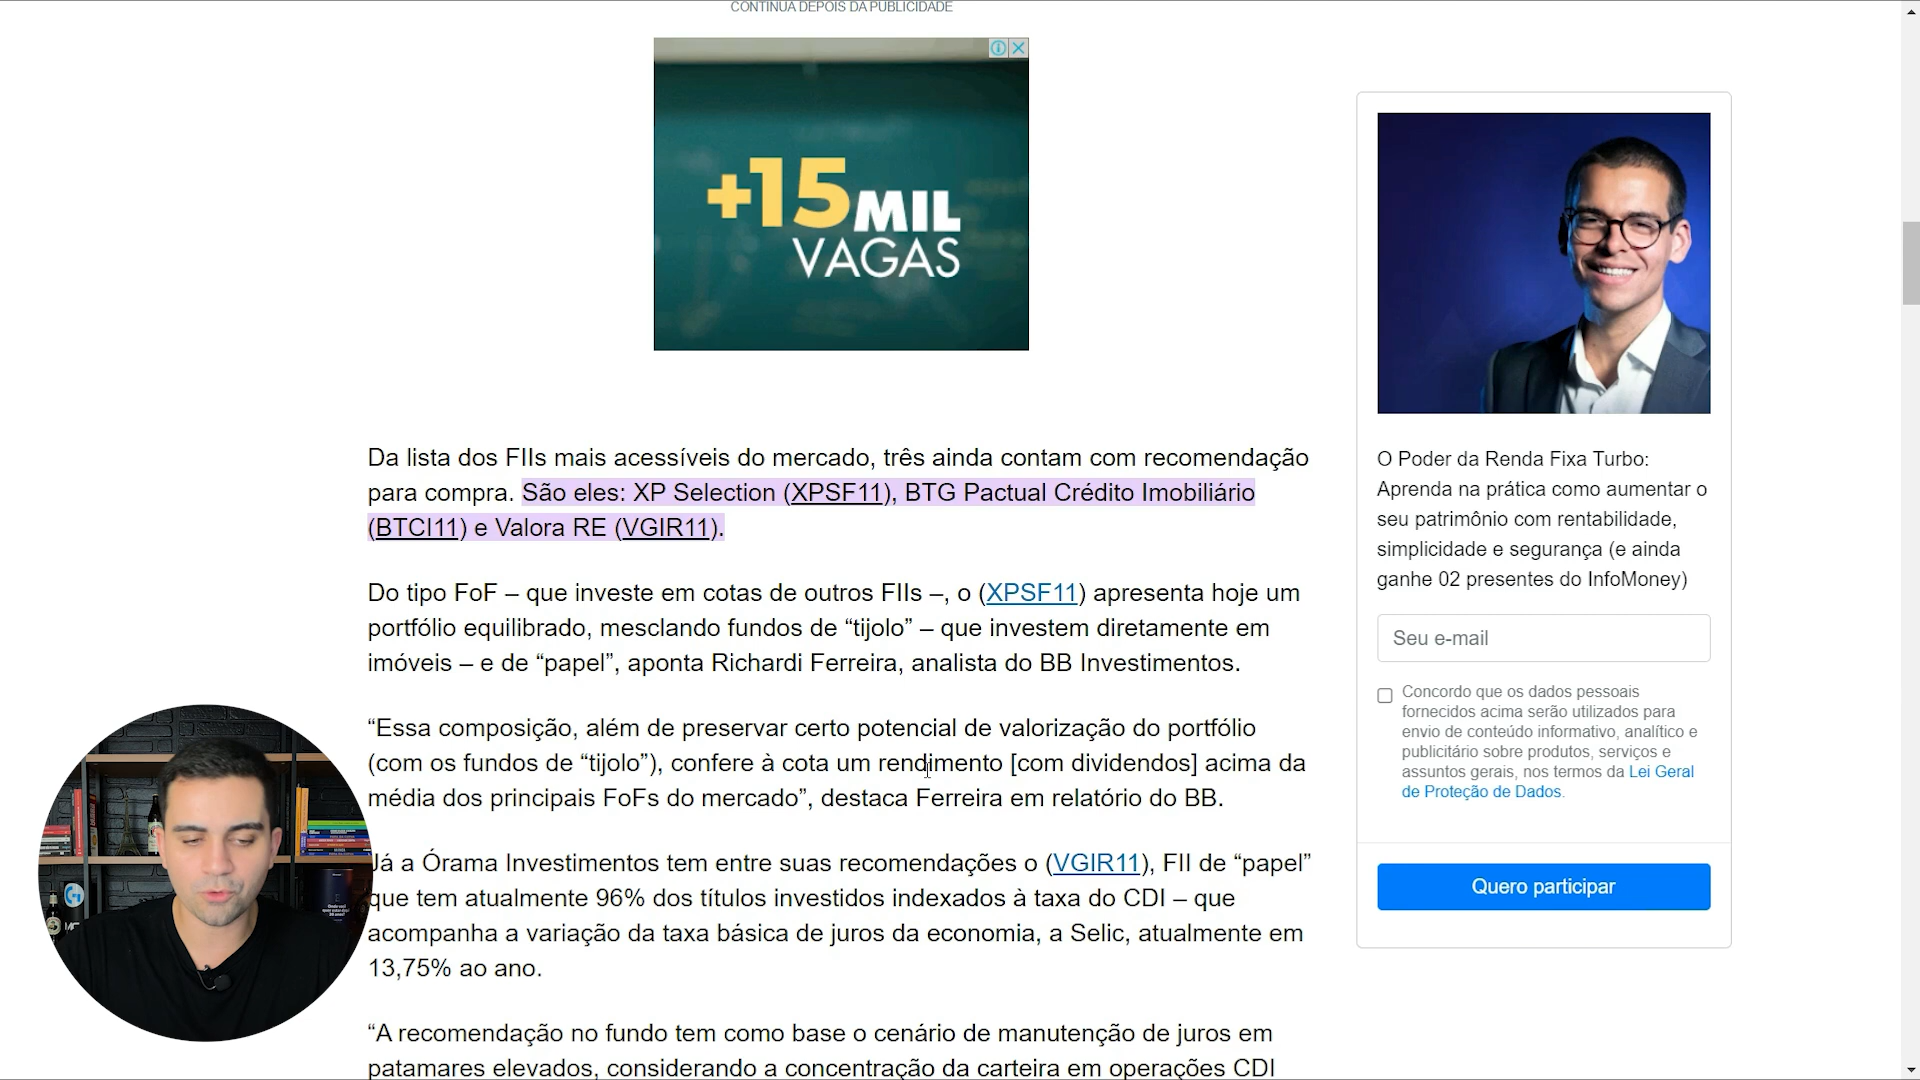 CONTINUA DEPOIS DA PUBLICIDADE
+15 MIL
VAGAS
Da lista dos FIIs mais acessíveis do mercado, três ainda contam com recomendação
para compra. São eles: XP Selection (XPSF11), BTG Pactual Crédito Imobiliário
(BTCI11) e Valora RE (VGIR11).
Do tipo FoF – que investe em cotas de outros FIIs –, o (XPSF11) apresenta hoje um
portfólio equilibrado, mesclando fundos de “tijolo” – que investem diretamente em
imóveis – e de “papel”, aponta Richardi Ferreira, analista do BB Investimentos.
“Essa composição, além de preservar certo potencial de valorização do portfólio
(com os fundos de “tijolo”), confere à cota um rendimento [com dividendos] acima da
média dos principais FoFs do mercado”, destaca Ferreira em relatório do BB.
Já a Órama Investimentos tem entre suas recomendações o (VGIR11), FII de “papel”
que tem atualmente 96% dos títulos investidos indexados à taxa do CDI – que
acompanha a variação da taxa básica de juros da economia, a Selic, atualmente em
13,75% ao ano.
“A recomendação no fundo tem como base o cenário de manutenção de juros em
patamares elevados, considerando a concentração da carteira em operações CDI
O Poder da Renda Fixa Turbo:
Aprenda na prática como aumentar o
seu patrimônio com rentabilidade,
simplicidade e segurança (e ainda
ganhe 02 presentes do InfoMoney)
Seu e-mail
Concordo que os dados pessoais
fornecidos acima serão utilizados para
envio de conteúdo informativo, analítico e
publicitário sobre produtos, serviços e
assuntos gerais, nos termos da Lei Geral
de Proteção de Dados.
Quero participar